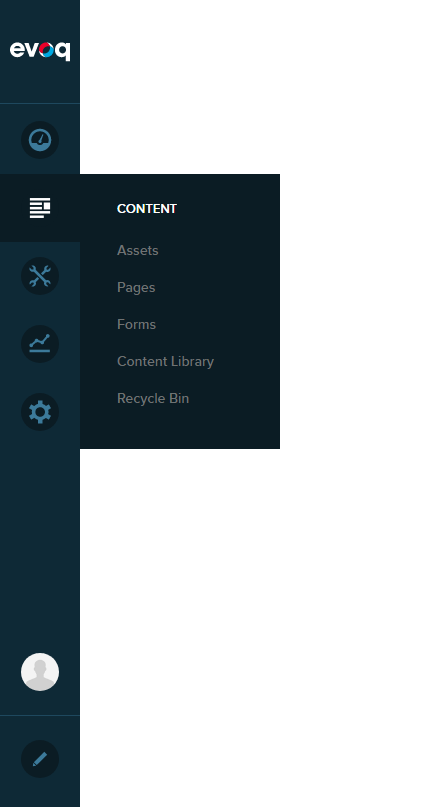 evoq
CONTENT
Assets
Pages
Forms
Content Library
Recycle Bin